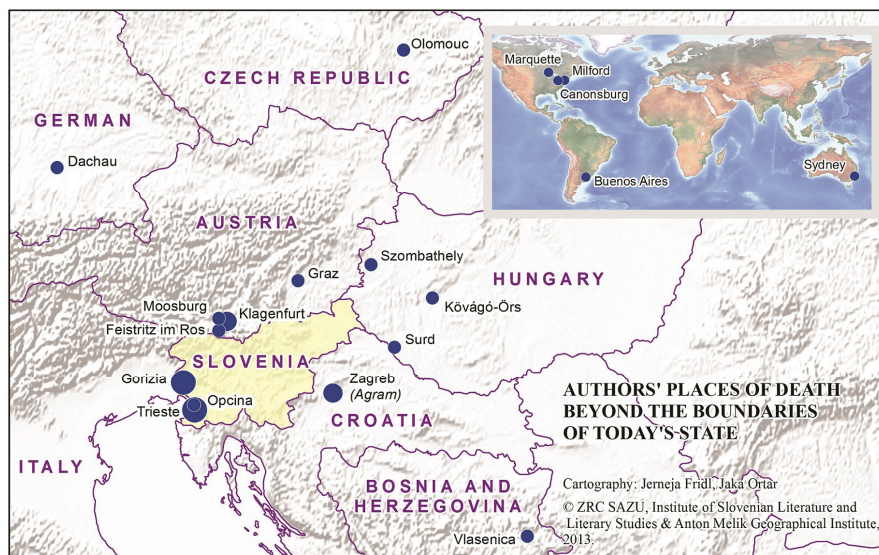 Olomouc
CZECH REPUBLIC
GERMAN
Dachau
Marquette
Milford
Canonsburg
Sydney
Buenos Aires
AUSTRIA
Szombathely
Graz
HUNGARY
Moosburg
Klagenfurt
Kövágó-Örs
Feistritz im Ros
Surd
SLOVENIA
Gorizia
Zagreb
(Agram)
Opcina
Trieste
CROATIA
ITALY
BOSNIA AND
HERZEGOVINA
Vlasenica
AUTHORS' PLACES OF DEATH
BEYOND THE BOUNDARIES
OF TODAY'S STATE
Cartography: Jerneja Fridl, Jaka Ortar
© ZRC SAZU, Institute of Slovenian Literature and
Literary Studies & Anton Melik Geographical Institute,
2013.